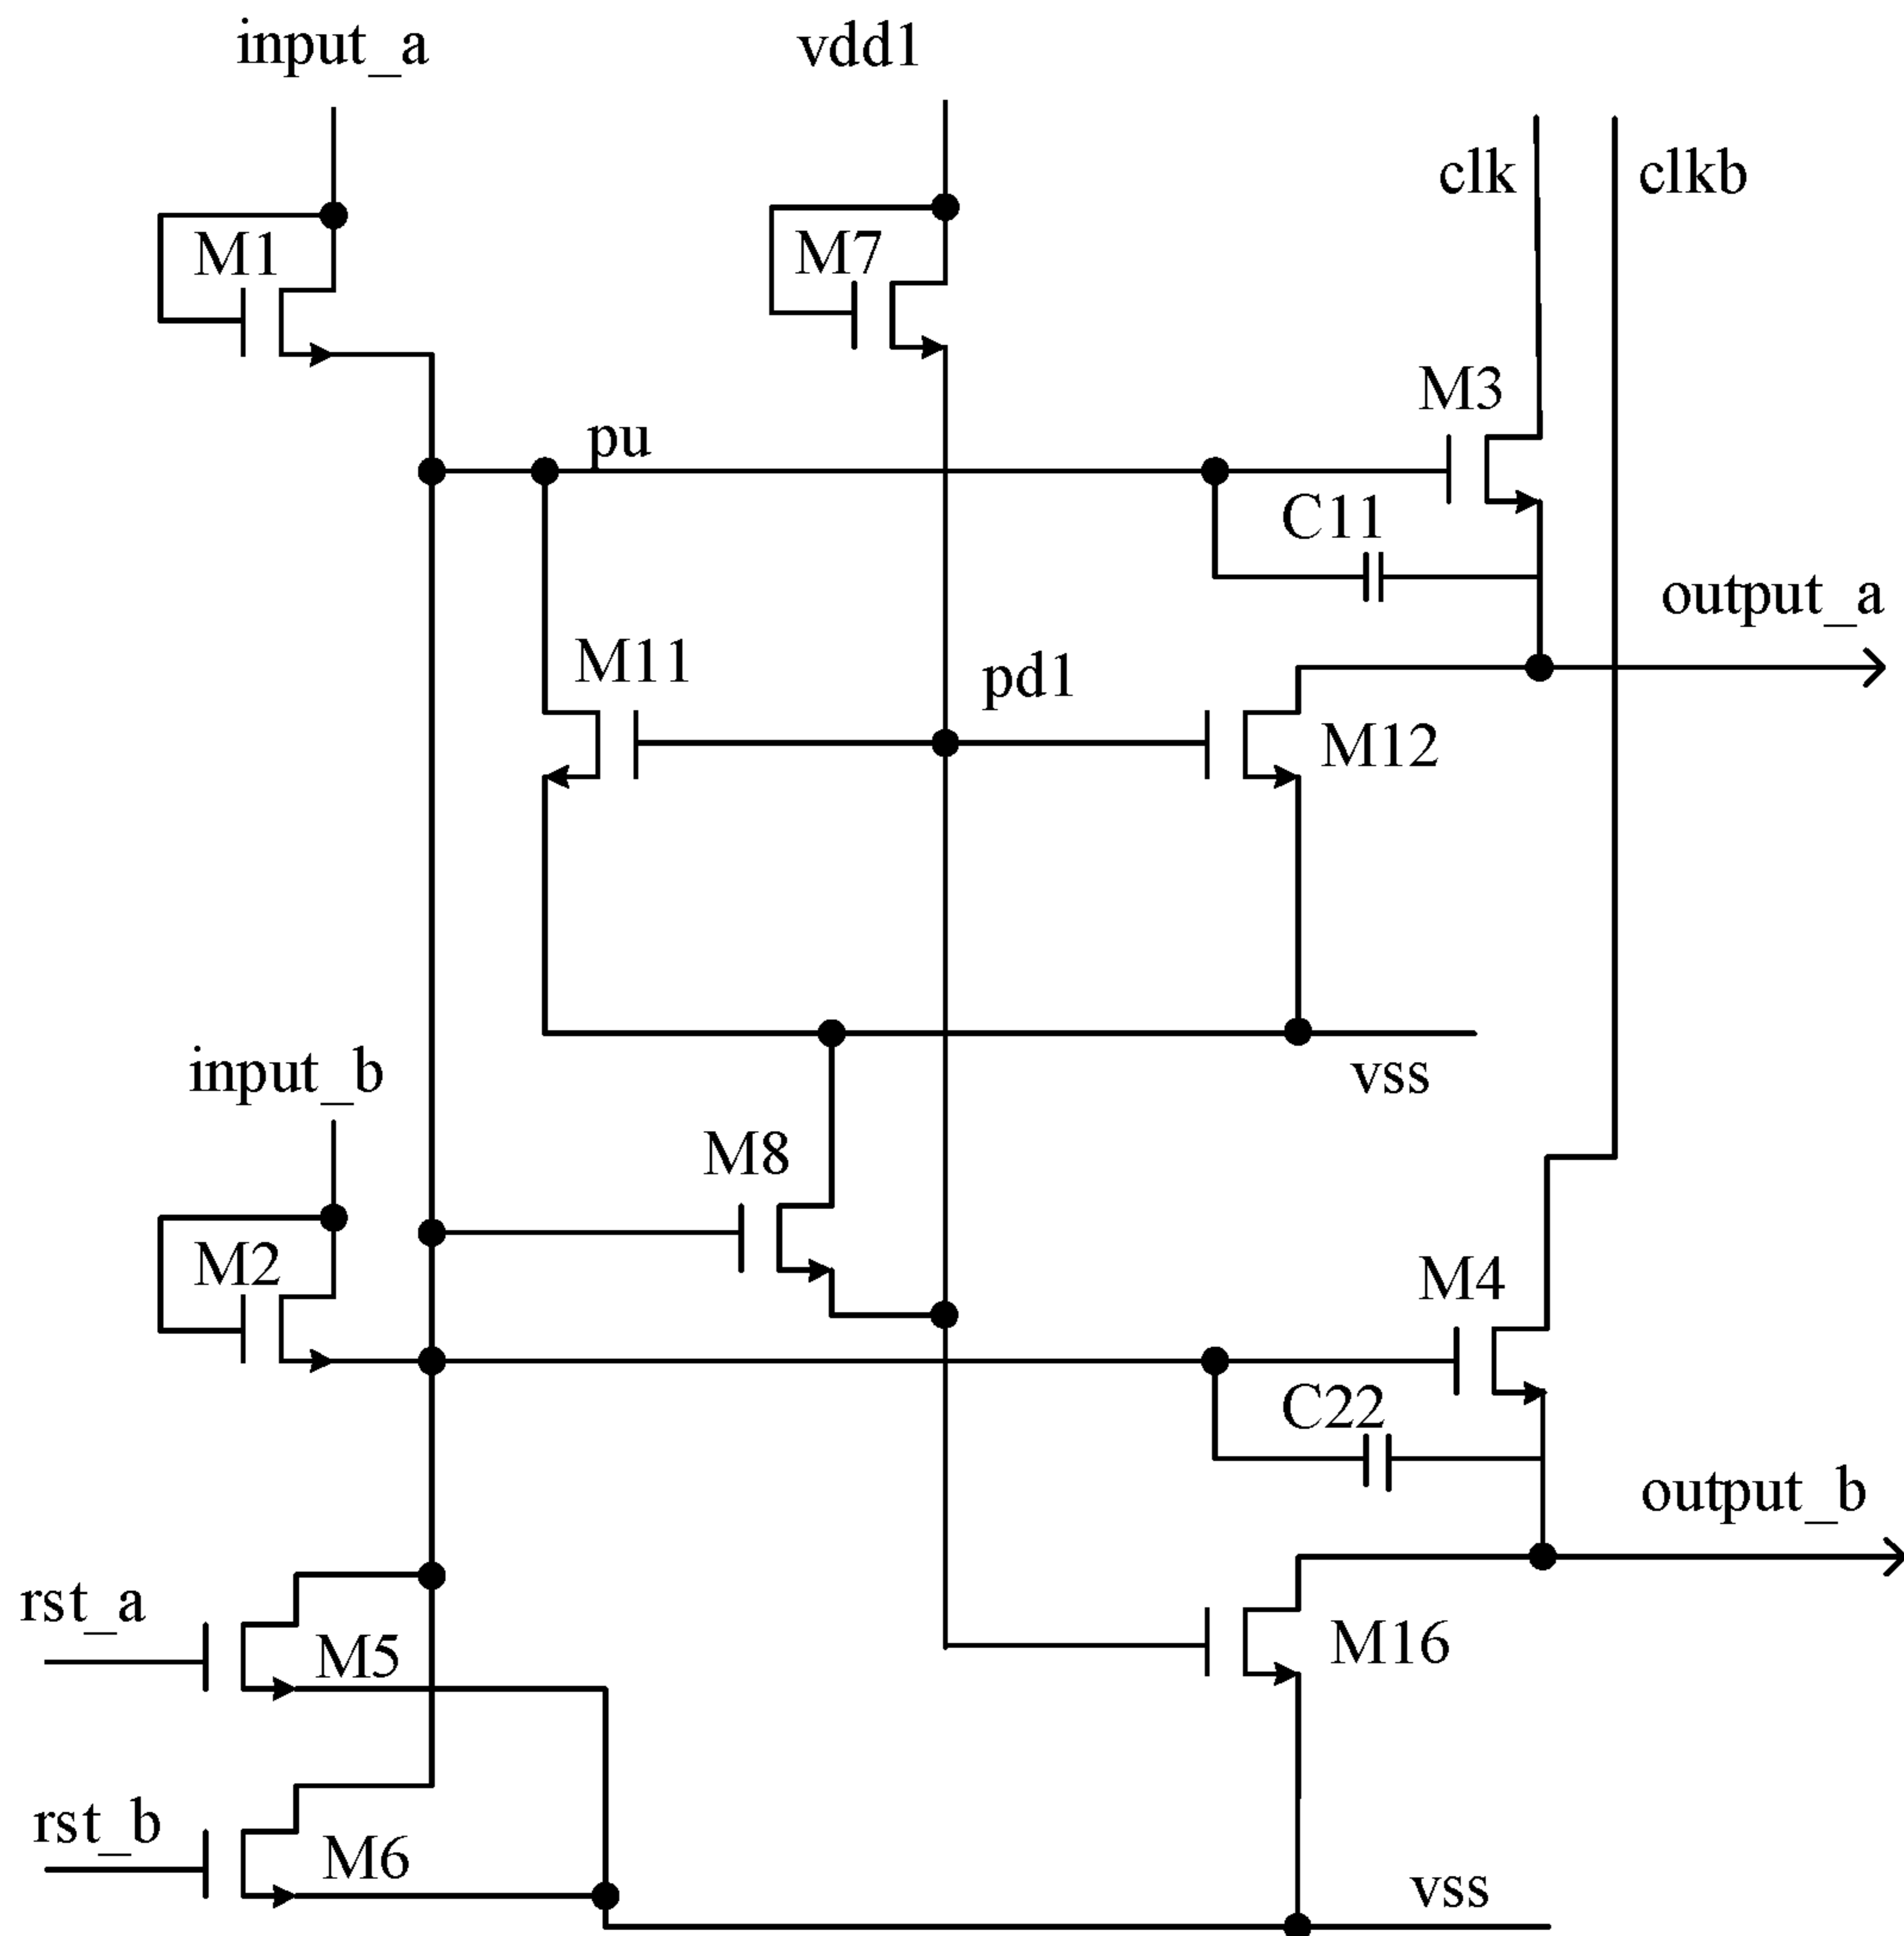 input_a
vdd1
clk
clkb
M1
M7
M3
pu
C11
output_a
M11
pd1
M12
input_b
vss
M8
M2
M4
C22
output_b
rst_a
M5
M16
rst_b
M6
vss